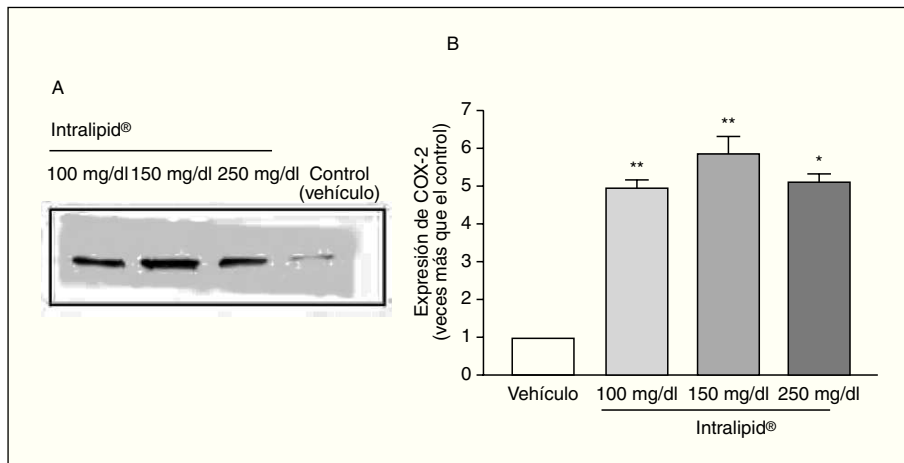 A
Intralipid®
100 mg/dl 150 mg/dl 250 mg/dl Control
(vehículo)
B
Expresión de COX-2
(veces más que el control)
7
6
5
4
3
2
1
0
**
**
*
Vehículo 100 mg/dl 150 mg/dl 250 mg/dl
Intralipid®